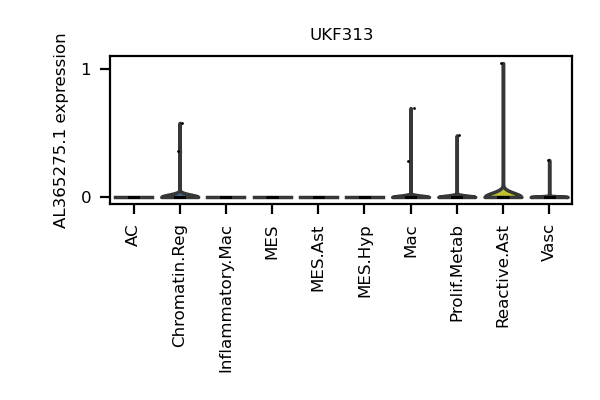 UKF313
AL365275.1 expression
1
0
AC
Chromatin.Reg
Inflammatory.Mac
MES
MES.Ast
MES.Hyp
Mac
Prolif.Metab
Reactive.Ast
Vasc